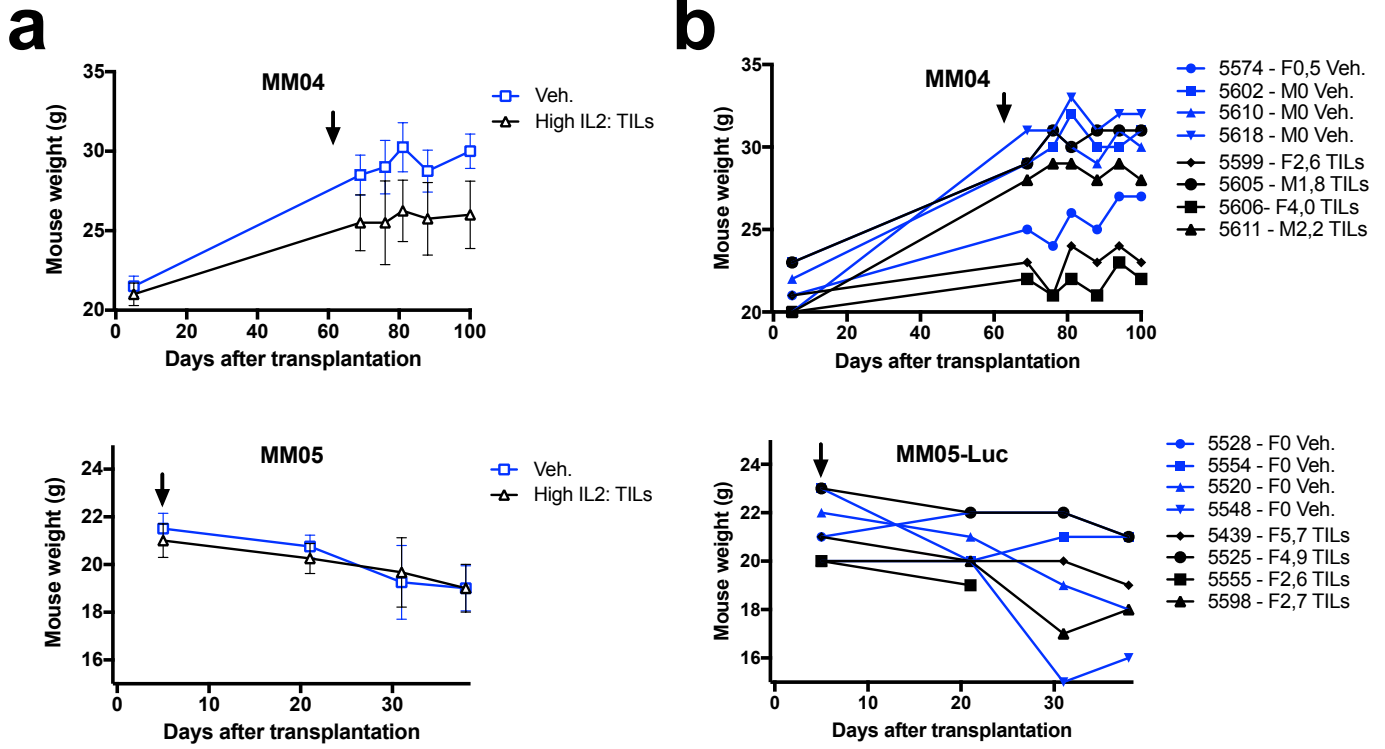 a
MM04
Mouse weight (g)
35
30
25
20
0 20 40 60 80 100
Days after transplantation
Veh.
High IL2: TILs
b
MM04
Mouse weight (g)
35
30
25
20
0 20 40 60 80 100
Days after transplantation
5574 - F0,5 Veh.
5602 - M0 Veh.
5610 - M0 Veh.
5618 - M0 Veh.
5599 - F2,6 TILs
5605 - M1,8 TILs
5606- F4,0 TILs
5611 - M2,2 TILs
MM05
Mouse weight (g)
24
22
20
18
16
0 10 20 30
Days after transplantation
Veh.
High IL2: TILs
MM05-Luc
Mouse weight (g)
24
22
20
18
16
0 10 20 30
Days after transplantation
5528 - F0 Veh.
5554 - F0 Veh.
5520 - F0 Veh.
5548 - F0 Veh.
5439 - F5,7 TILs
5525 - F4,9 TILs
5555 - F2,6 TILs
5598 - F2,7 TILs